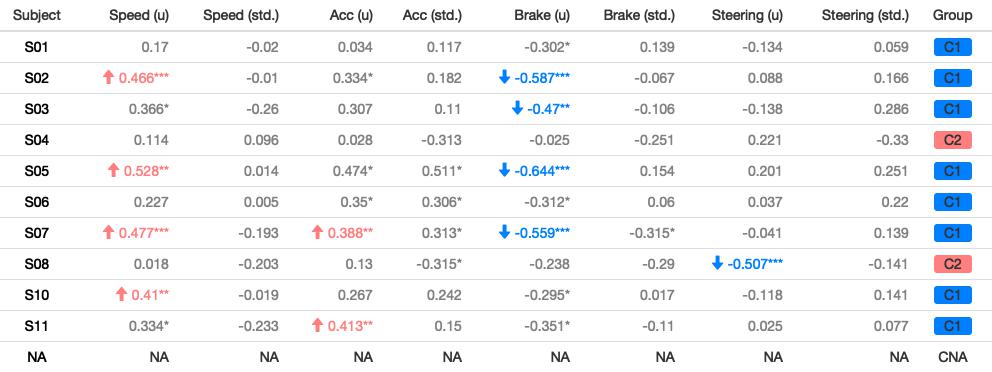 Subject Speed (u) Speed (std.) Acc (u) Acc (std.) Brake (u) Brake (std.) Steering (u) Steering (std.) Group
S01 0.17 -0.02 0.034 0.117 -0.302* 0.139 -0.134 0.059 C1
S02 0.466*** -0.01 0.334* 0.182 -0.587*** -0.067 0.088 0.166 C1
S03 0.366* -0.26 0.307 0.11 -0.47** -0.106 -0.138 0.286 C1
S04 0.114 0.096 0.028 -0.313 -0.025 -0.251 0.221 -0.33 C2
S05 0.528** 0.014 0.474* 0.511* -0.644*** 0.154 0.201 0.251 C1
S06 0.227 0.005 0.35* 0.306* -0.312* 0.06 0.037 0.22 C1
S07 0.477*** -0.193 0.388** 0.313* -0.559*** -0.315* -0.041 0.139 C1
S08 0.018 -0.203 0.13 -0.315* -0.238 -0.29 -0.507*** -0.141 C2
S10 0.41** -0.019 0.267 0.242 -0.295* 0.017 -0.118 0.141 C1
S11 0.334* -0.233 0.413** 0.15 -0.351* -0.11 0.025 0.077 C1
NA NA NA NA NA NA NA NA NA CNA